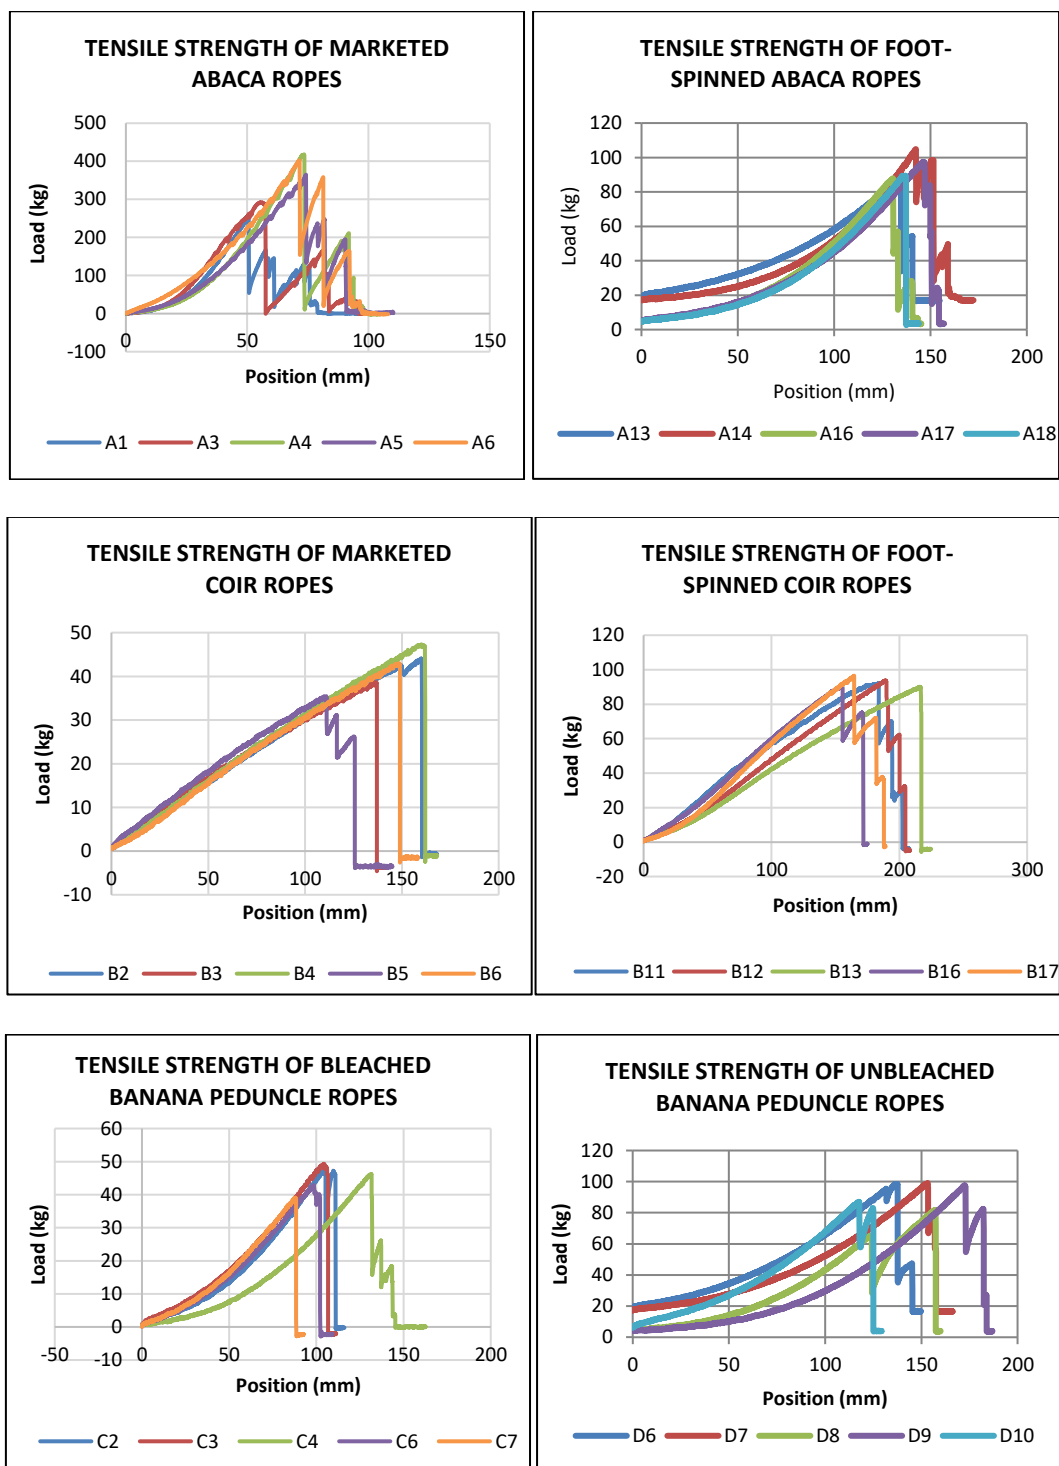 TENSILE STRENGTH OF MARKETED
ABACA ROPES
500
400
300
200
100
0
-100
0
50
100
150
Load (kg)
Position (mm)
A1 A3 A4 A5 A6
TENSILE STRENGTH OF FOOT-
SPINNED ABACA ROPES
120
100
80
60
40
20
0
0
50
100
150
200
Load (kg)
Position (mm)
A13 A14 A16 A17 A18
TENSILE STRENGTH OF MARKETED
COIR ROPES
50
40
30
20
10
0
-10
0
50
100
150
200
Load (kg)
Position (mm)
B2 B3 B4 B5 B6
TENSILE STRENGTH OF FOOT-
SPINNED COIR ROPES
120
100
80
60
40
20
0
-20
0
100
200
300
Load (kg)
Position (mm)
B11 B12 B13 B16 B17
TENSILE STRENGTH OF BLEACHED
BANANA PEDUNCLE ROPES
60
50
40
30
20
10
0
-10
-50
0
50
100
150
200
Load (kg)
Position (mm)
C2 C3 C4 C6 C7
TENSILE STRENGTH OF UNBLEACHED
BANANA PEDUNCLE ROPES
120
100
80
60
40
20
0
0
50
100
150
200
Load (kg)
Position (mm)
D6 D7 D8 D9 D10